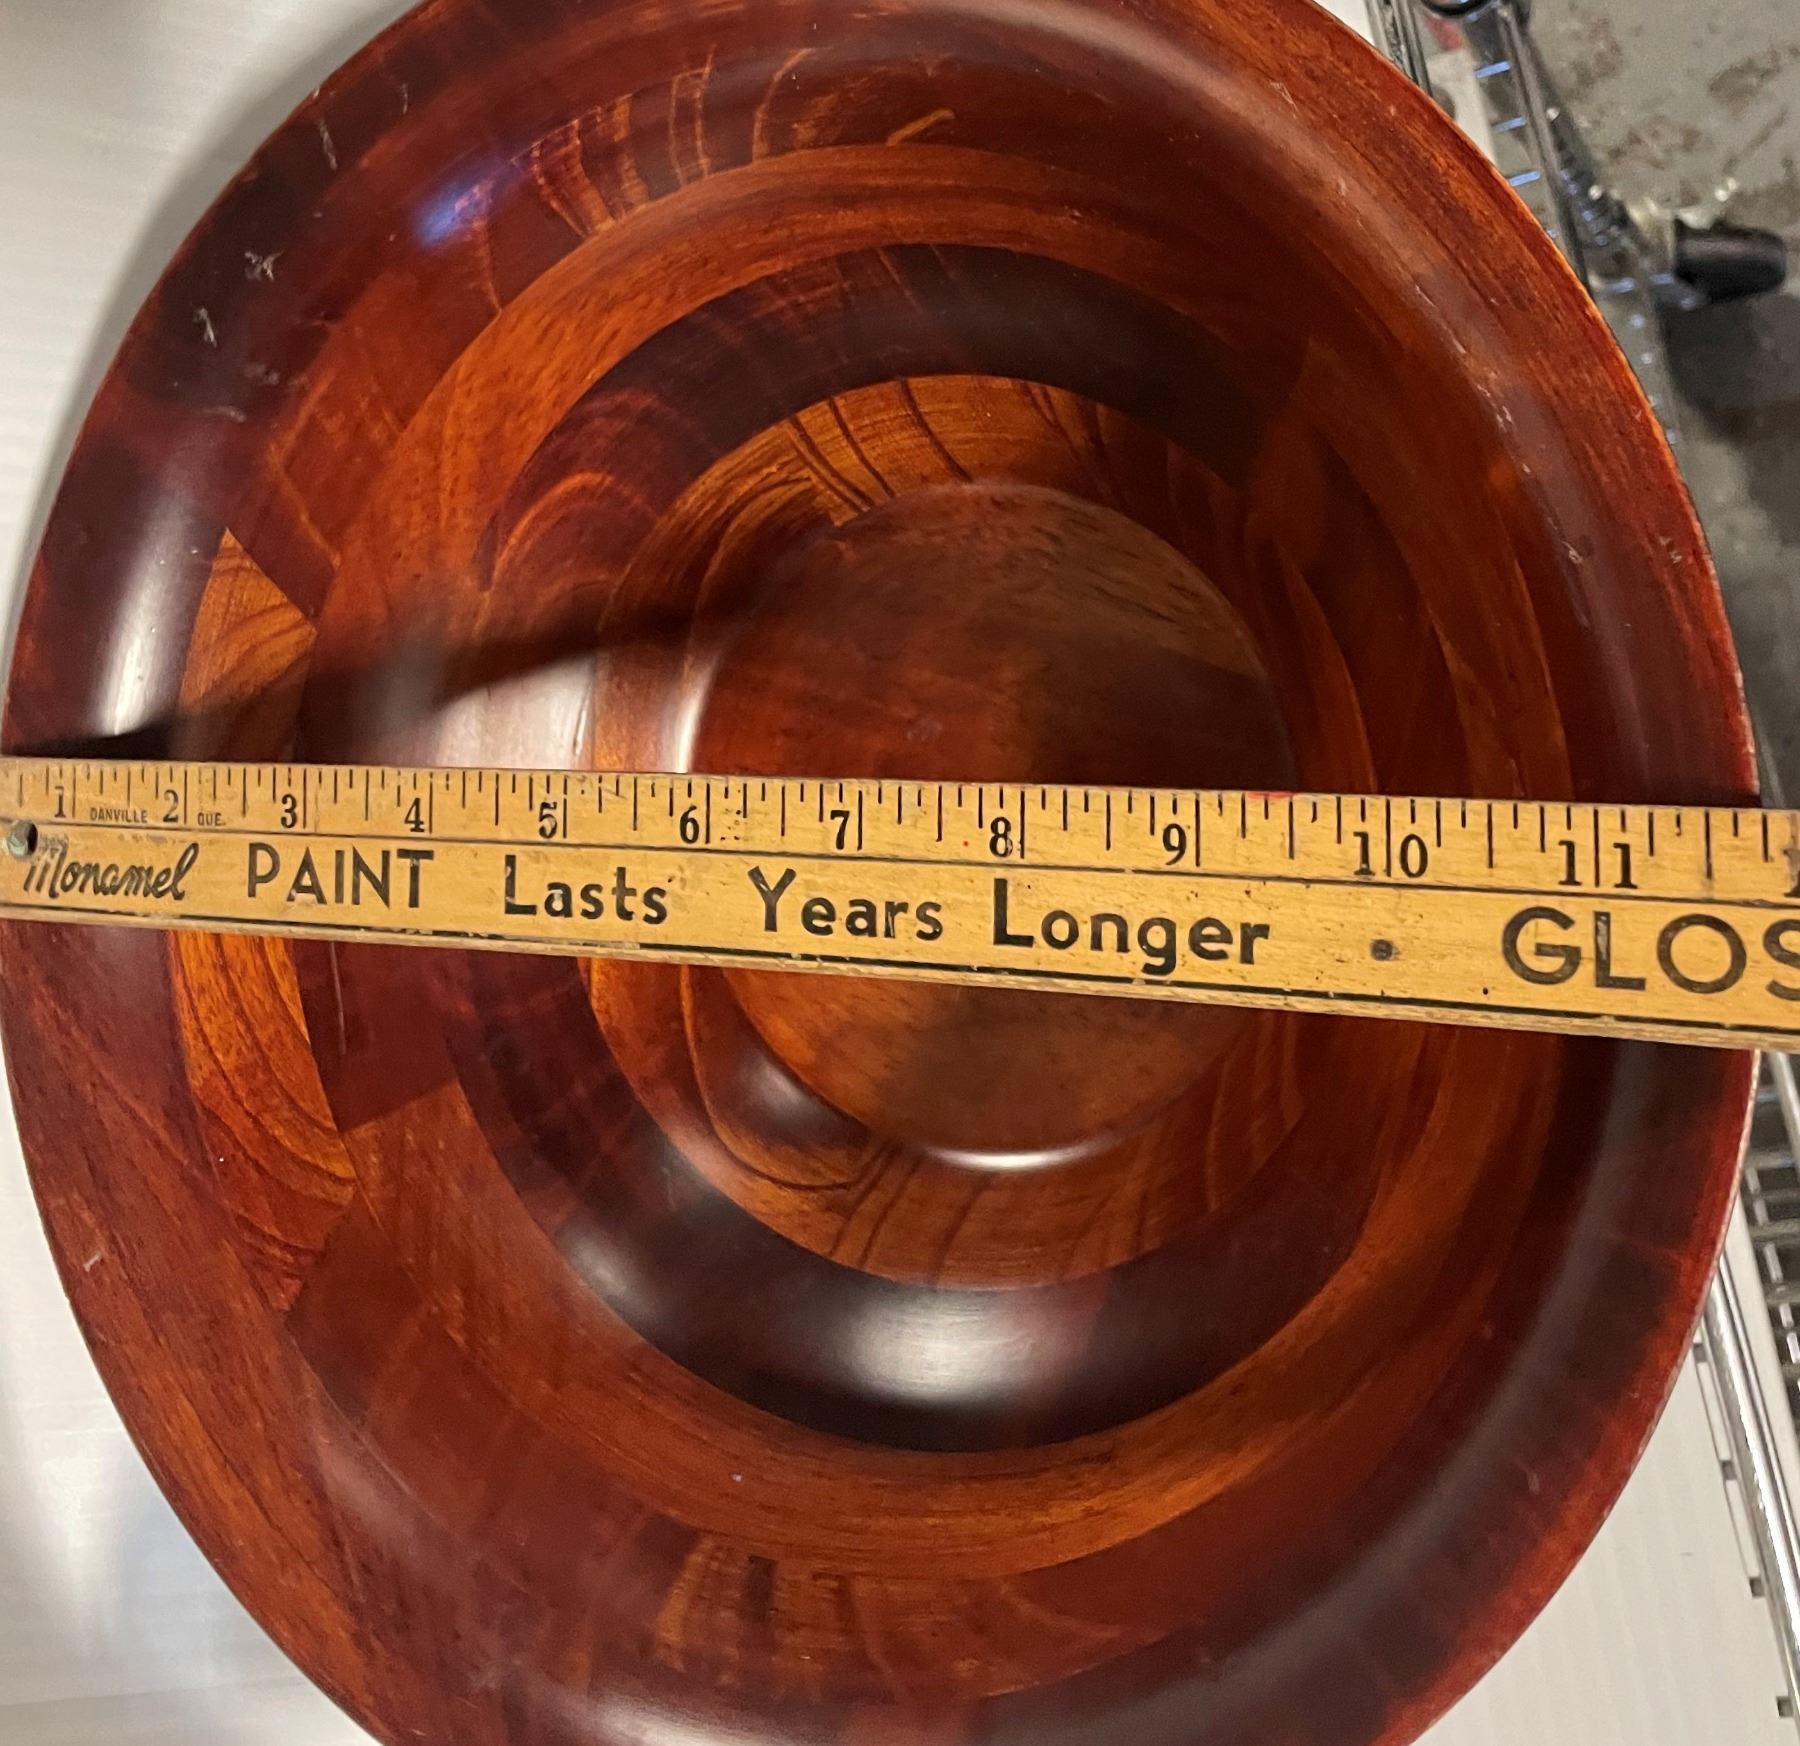 1 2 3 4 5 6 7 8 9 10 11
DANVILLE QUE.
Monamel PAINT Lasts Years Longer • GLOS